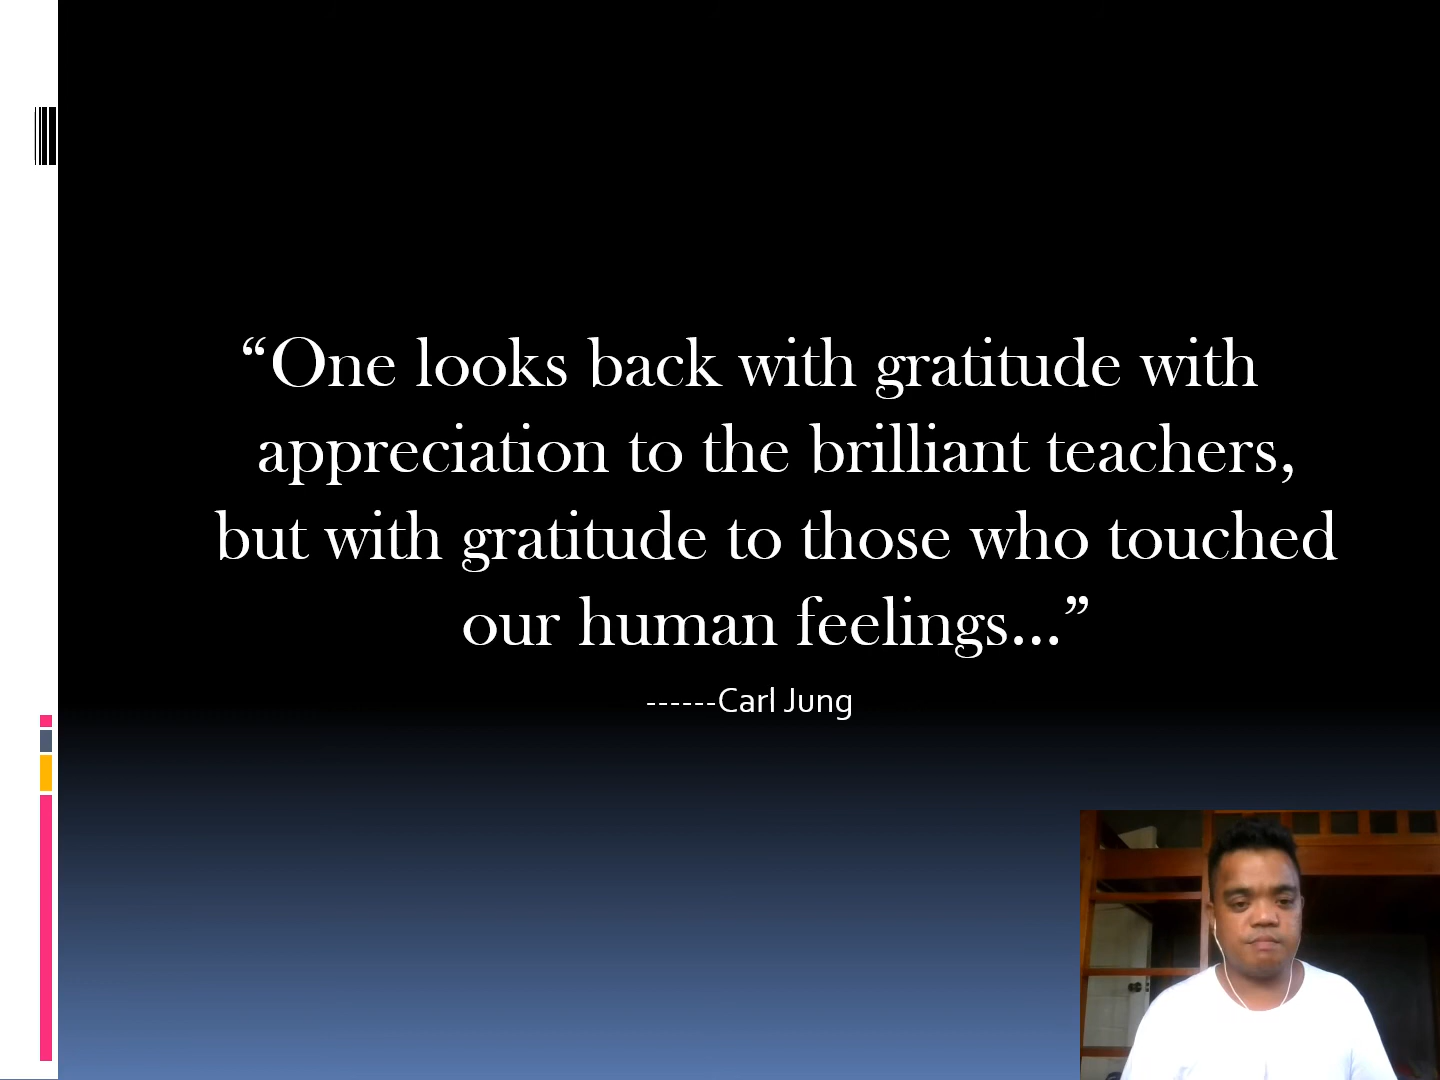 “One looks back with gratitude with
appreciation to the brilliant teachers,
but with gratitude to those who touched
our human feelings...”
------Carl Jung